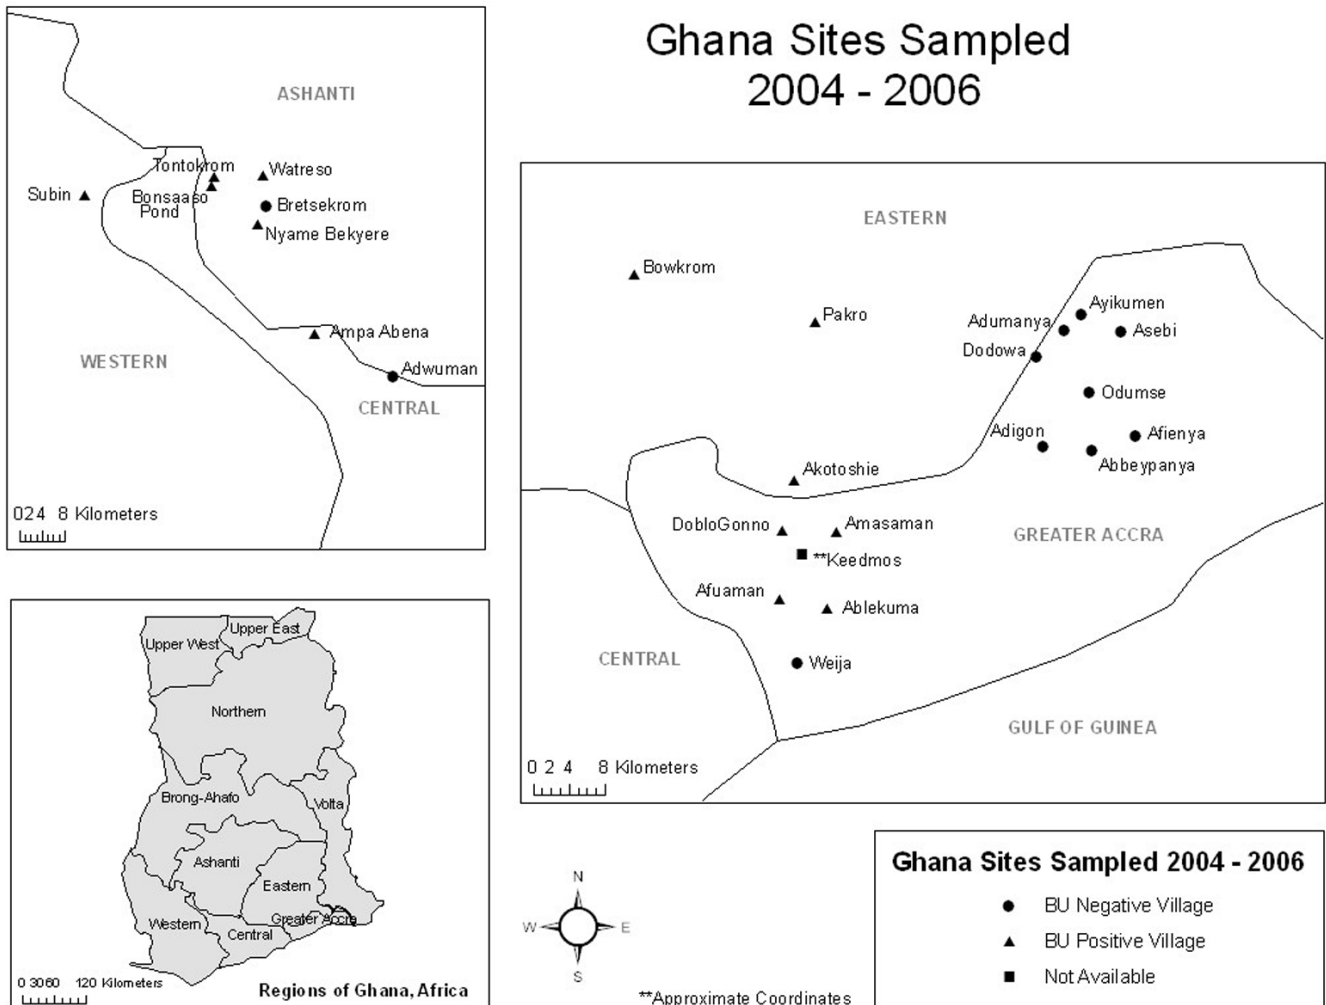 Ghana Sites Sampled
2004 - 2006
ASHANTI
Tontokrom
Watreso
Subin
Bonsaaso
Pond
Bretsekrom
Nyame Bekyere
Ampa Abena
WESTERN
Adwuman
CENTRAL
024 8 Kilometers
EASTERN
Bowkrom
Pakro
Ayikumen
Adumanya
Asebi
Dodowa
Odumse
Adigon
Afienya
Abbeypanya
Akotoshie
DobloGonno
Amasaman
GREATER ACCRA
**Keedmos
Afuaman
Ablekuma
CENTRAL
Weija
GULF OF GUINEA
0 2 4 8 Kilometers
Upper East
Upper West
Northern
Brong-Ahafo
Volta
Ashanti
Eastern
Greater Accra
Western
Central
0 3060 120 Kilometers
Regions of Ghana, Africa
N
W
E
S
**Approximate Coordinates
Ghana Sites Sampled 2004 - 2006
BU Negative Village
BU Positive Village
Not Available